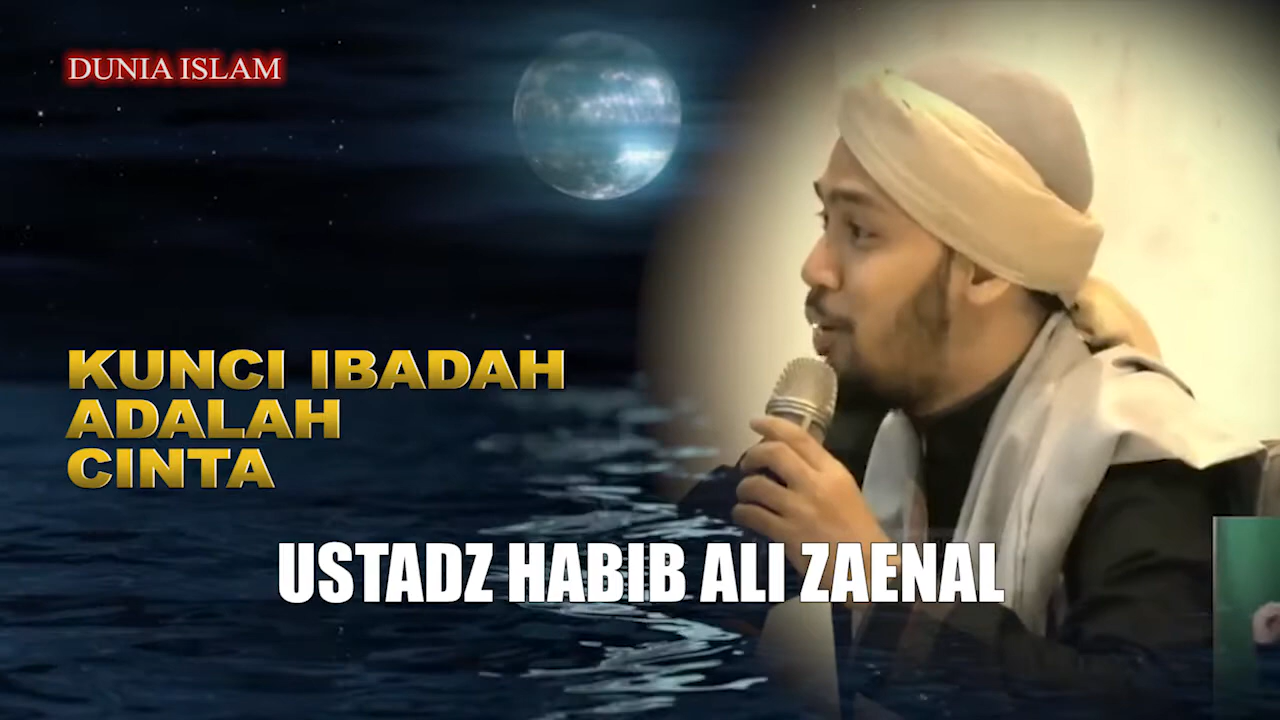 DUNIA ISLAM
KUNCI IBADAH
ADALAH
CINTA
USTADZ HABIB ALI ZAENAL